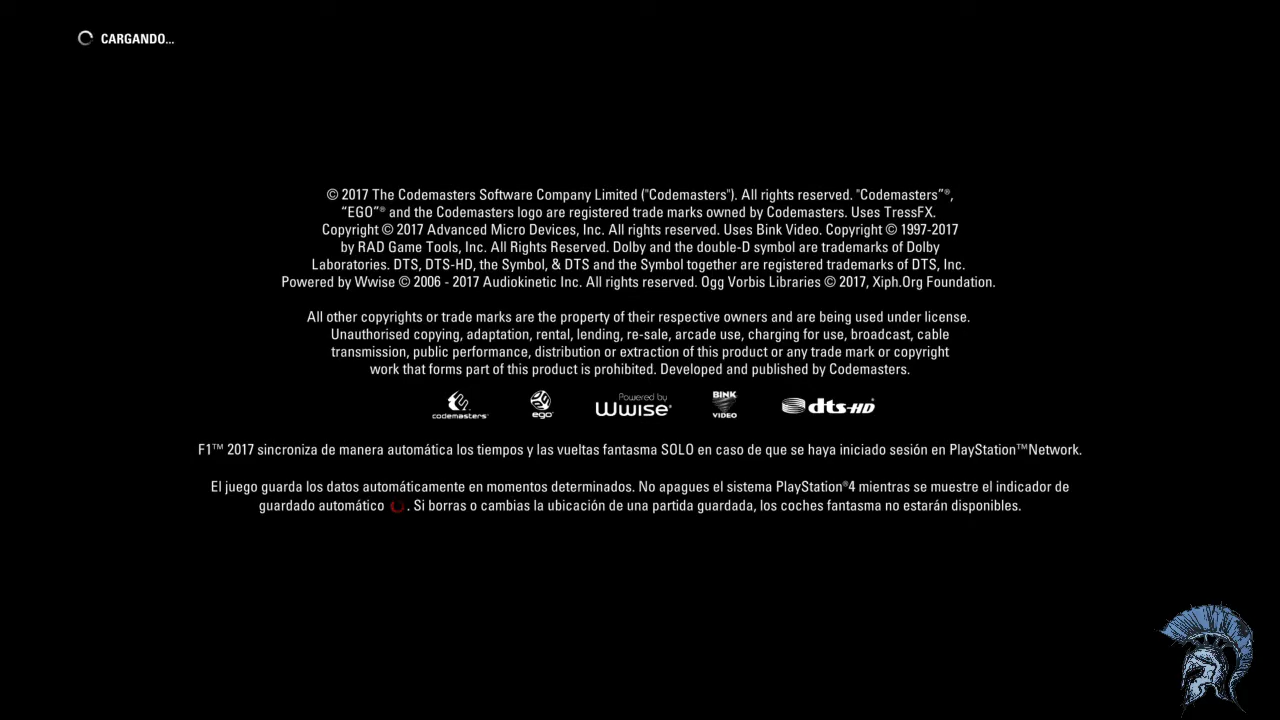 CARGANDO...
© 2017 The Codemasters Software Company Limited ("Codemasters"). All rights reserved. "Codemasters”®,
“EGO”® and the Codemasters logo are registered trade marks owned by Codemasters. Uses TressFX.
Copyright © 2017 Advanced Micro Devices, Inc. All rights reserved. Uses Bink Video. Copyright © 1997-2017
by RAD Game Tools, Inc. All Rights Reserved. Dolby and the double-D symbol are trademarks of Dolby
Laboratories. DTS, DTS-HD, the Symbol, & DTS and the Symbol together are registered trademarks of DTS, Inc.
Powered by Wwise © 2006 - 2017 Audiokinetic Inc. All rights reserved. Ogg Vorbis Libraries © 2017, Xiph.Org Foundation.
All other copyrights or trade marks are the property of their respective owners and are being used under license.
Unauthorised copying, adaptation, rental, lending, re-sale, arcade use, charging for use, broadcast, cable
transmission, public performance, distribution or extraction of this product or any trade mark or copyright
work that forms part of this product is prohibited. Developed and published by Codemasters.
codemasters ego Powered by Wwise BINK VIDEO dts-HD
F1™ 2017 sincroniza de manera automática los tiempos y las vueltas fantasma SOLO en caso de que se haya iniciado sesión en PlayStation™Network.
El juego guarda los datos automáticamente en momentos determinados. No apagues el sistema PlayStation®4 mientras se muestre el indicador de
guardado automático . Si borras o cambias la ubicación de una partida guardada, los coches fantasma no estarán disponibles.